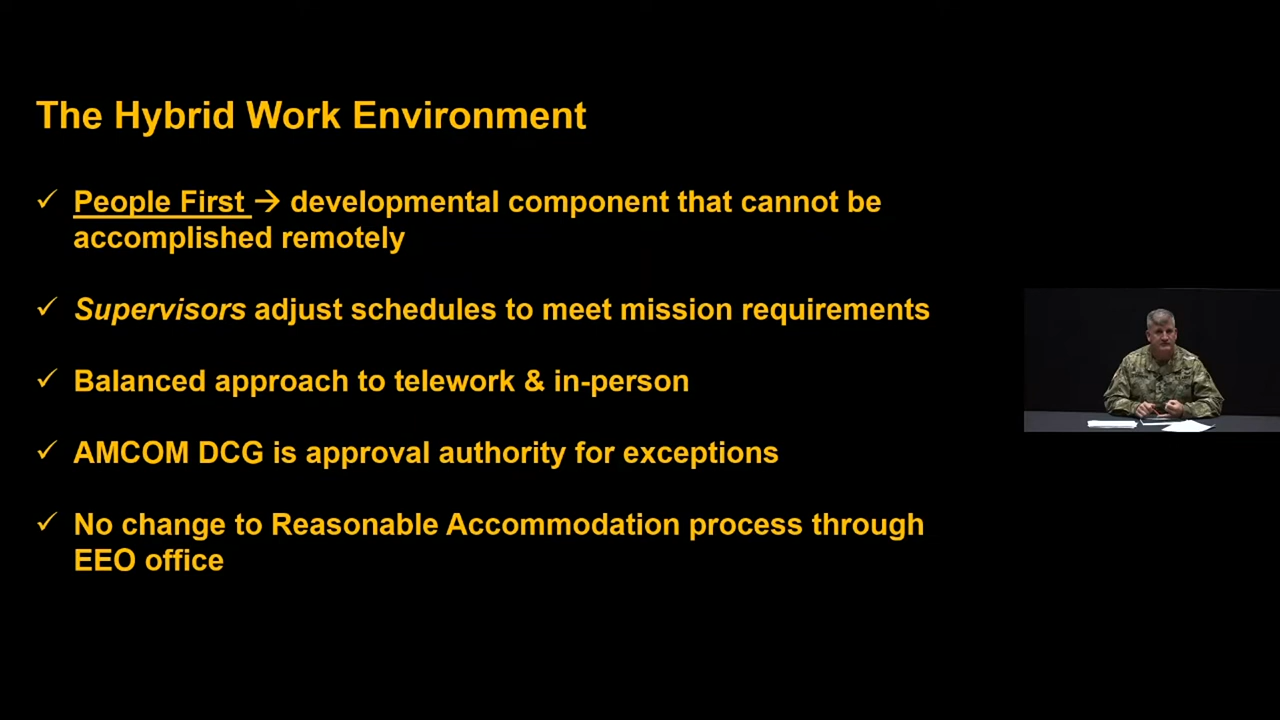 The Hybrid Work Environment
✓ People First → developmental component that cannot be
accomplished remotely
✓ Supervisors adjust schedules to meet mission requirements
✓ Balanced approach to telework & in-person
✓ AMCOM DCG is approval authority for exceptions
✓ No change to Reasonable Accommodation process through
EEO office